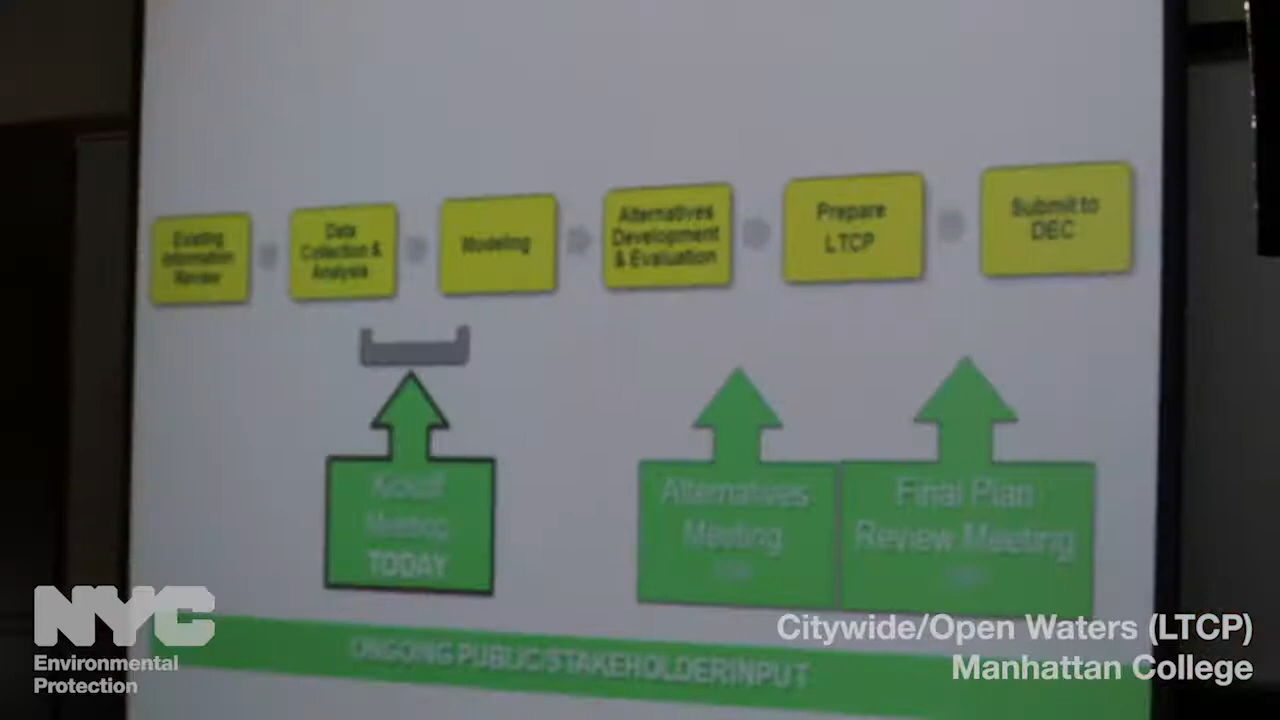 Existing
Information
Review
Data
Collection &
Analysis
Modeling
Alternatives
Development
& Evaluation
Prepare
LTCP
Submit to
DEC
Kickoff
Meeting
TODAY
Alternatives
Meeting
Final Plan
Review Meeting
ONGOING PUBLIC/STAKEHOLDER INPUT
NYC
Environmental
Protection
Citywide/Open Waters (LTCP)
Manhattan College